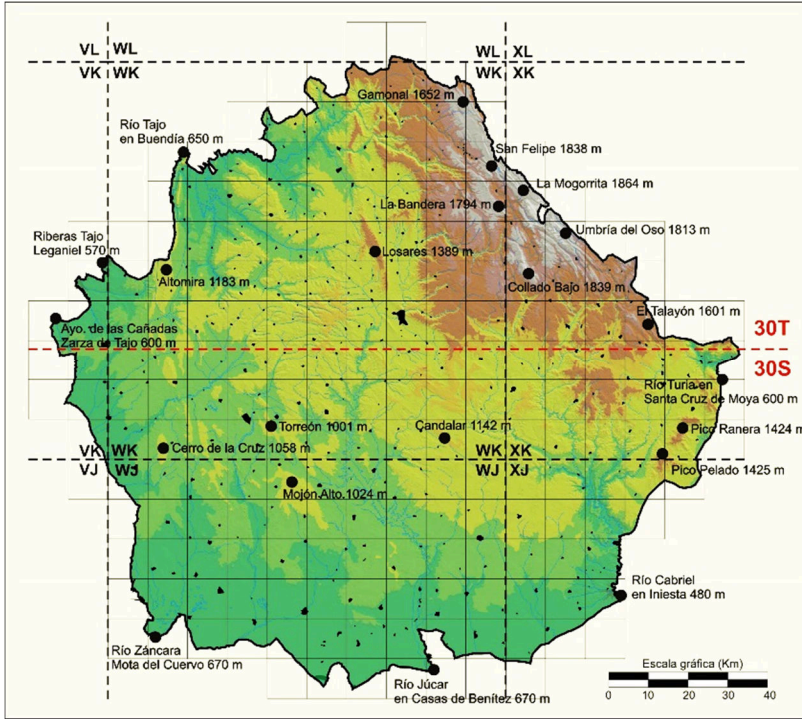 VL WL
WL XL
VK WK
WK XK
Gamonal 1652 m
Río Tajo
en Buendía 650 m
San Felipe 1838 m
La Mogorrita 1864 m
La Bandera 1794 m
Umbría del Oso 1813 m
Riberas Tajo
Leganiel 570 m
Losares 1389 m
Altomira 1183 m
Collado Bajo 1839 m
El Talayón 1601 m
Ayo. de las Cañadas
Zarza de Tajo 600 m
30T
30S
Río Turia en
Santa Cruz de Moya 600 m
Torreón 1001 m
Candalar 1142 m
Pico Ranera 1424 m
Cerro de la Cruz 1058 m
VK WK
WK XK
VJ WJ
WJ XJ
Pico Pelado 1425 m
Mojón Alto 1024 m
Río Cabriel
en Iniesta 480 m
Río Záncara
Mota del Cuervo 670 m
Río Júcar
en Casas de Benítez 670 m
Escala gráfica (Km)
0 10 20 30 40